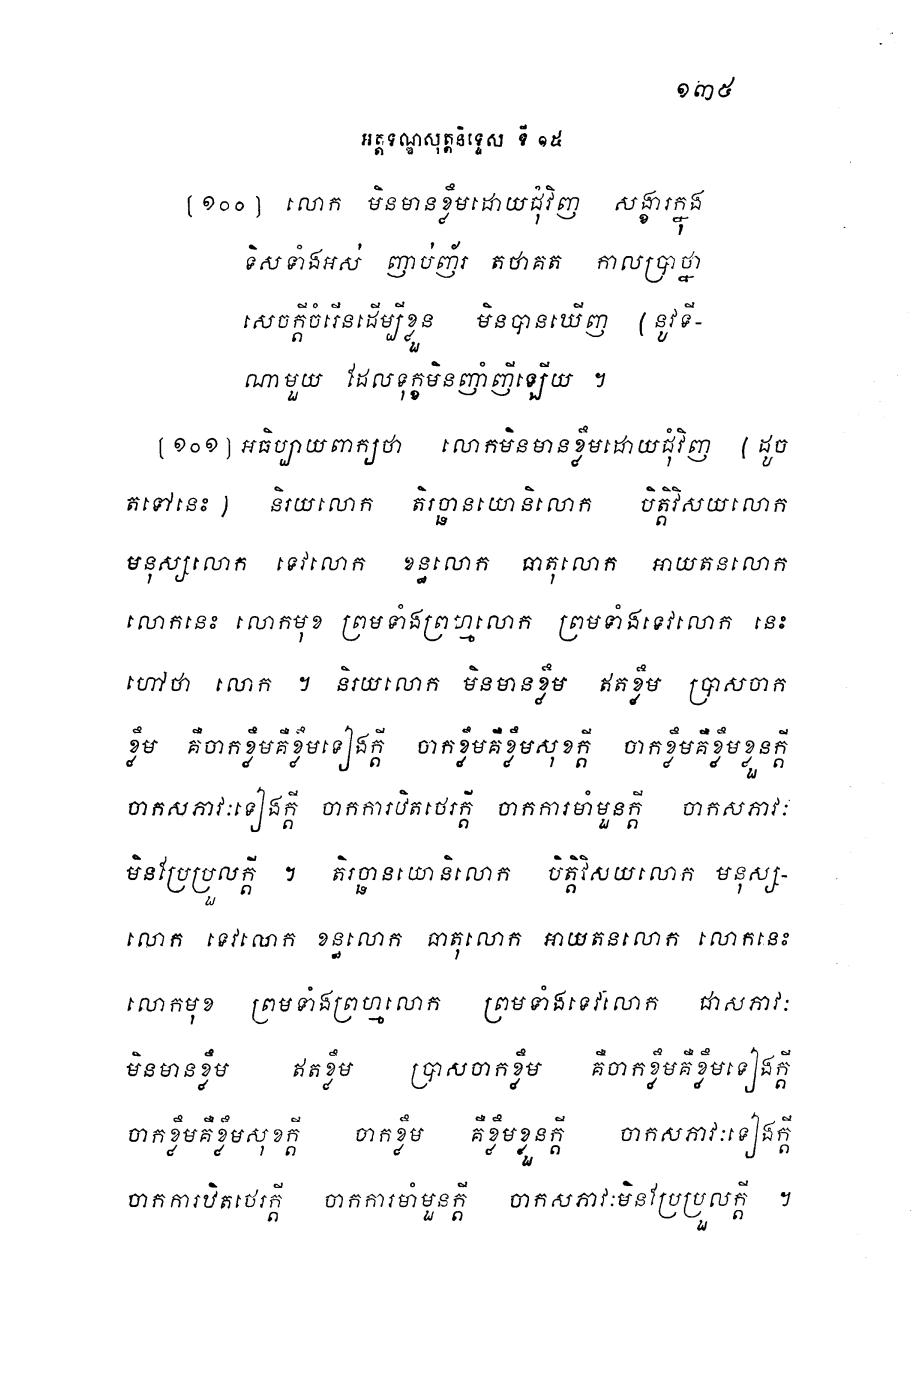 ១៣៥
អត្តទណ្ឌសុត្តនិទ្ទេស ទី ១៥
[១០០] លោក មិនមានខ្លឹមដោយជុំវិញ សង្ខារក្នុង
ទិសទាំងអស់ ញាប់ញ័រ តថាគត កាលប្រាថ្នា
សេចក្តីចំរើនដើម្បីខ្លួន មិនបានឃើញ (នូវទី-
ណាមួយ ដែលទុក្ខមិនញាំញីឡើយ ។
[១០១] អធិប្បាយពាក្យថា លោកមិនមានខ្លឹមដោយជុំវិញ (ដូច
តទៅនេះ) និរយលោក តិរច្ឆានយោនិលោក បិត្តិវិសយលោក
មនុស្សលោក ទេវលោក ខន្ធលោក ធាតុលោក អាយតនលោក
លោកនេះ លោកមុខ ព្រមទាំងព្រហ្មលោក ព្រមទាំងទេវលោក នេះ
ហៅថា លោក ។ និរយលោក មិនមានខ្លឹម ឥតខ្លឹម ប្រាសចាក
ខ្លឹម គឺចាកខ្លឹមគឺខ្លឹមទៀងក្តី ចាកខ្លឹមគឺខ្លឹមសុខក្តី ចាកខ្លឹមគឺខ្លឹមខ្លួនក្តី
ចាកសភាវៈទៀងក្តី ចាកការឋិតថេរក្តី ចាកការមាំមួនក្តី ចាកសភាវៈ
មិនប្រែប្រួលក្តី ។ តិរច្ឆានយោនិលោក បិត្តិវិសយលោក មនុស្ស-
លោក ទេវលោក ខន្ធលោក ធាតុលោក អាយតនលោក លោកនេះ
លោកមុខ ព្រមទាំងព្រហ្មលោក ព្រមទាំងទេវលោក ជាសភាវៈ
មិនមានខ្លឹម ឥតខ្លឹម ប្រាសចាកខ្លឹម គឺចាកខ្លឹមគឺខ្លឹមទៀងក្តី
ចាកខ្លឹមគឺខ្លឹមសុខក្តី ចាកខ្លឹម គឺខ្លឹមខ្លួនក្តី ចាកសភាវៈទៀងក្តី
ចាកការឋិតថេរក្តី ចាកការមាំមួនក្តី ចាកសភាវៈមិនប្រែប្រួលក្តី ។